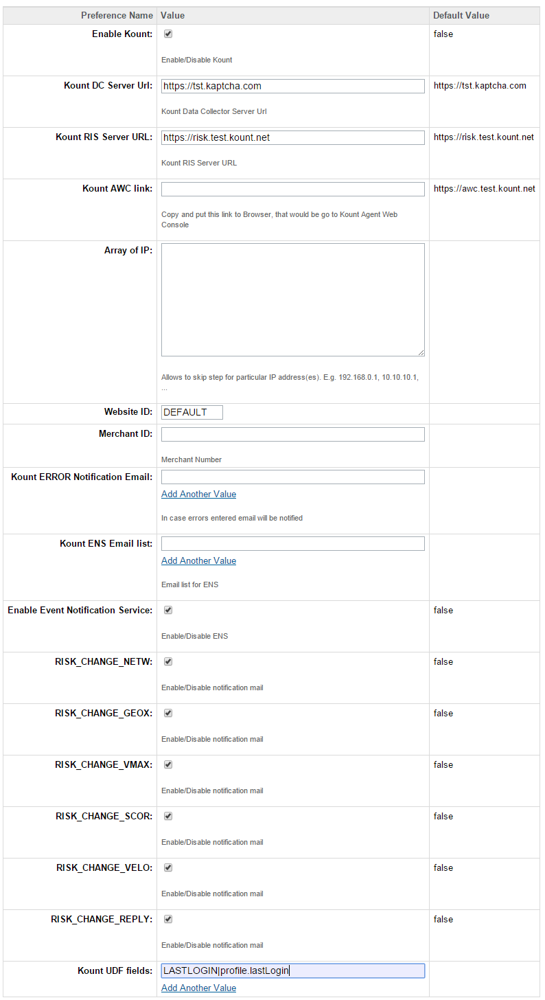 Preference Name Value Default Value
Enable Kount: false
Enable/Disable Kount
Kount DC Server Url: https://tst.kaptcha.com https://tst.kaptcha.com
Kount Data Collector Server Url
Kount RIS Server URL: https://risk.test.kount.net https://risk.test.kount.net
Kount RIS Server URL
Kount AWC link: https://awc.test.kount.net
Copy and put this link to Browser, that would be go to Kount Agent Web
Console
Array of IP:
Allows to skip step for particular IP address(es). E.g. 192.168.0.1, 10.10.10.1,
...
Website ID: DEFAULT
Merchant ID:
Merchant Number
Kount ERROR Notification Email:
Add Another Value
In case errors entered email will be notified
Kount ENS Email list:
Add Another Value
Email list for ENS
Enable Event Notification Service: false
Enable/Disable ENS
RISK_CHANGE_NETW: false
Enable/Disable notification mail
RISK_CHANGE_GEOX: false
Enable/Disable notification mail
RISK_CHANGE_VMAX: false
Enable/Disable notification mail
RISK_CHANGE_SCOR: false
Enable/Disable notification mail
RISK_CHANGE_VELO: false
Enable/Disable notification mail
RISK_CHANGE_REPLY: false
Enable/Disable notification mail
Kount UDF fields: LASTLOGIN|profile.lastLogin
Add Another Value